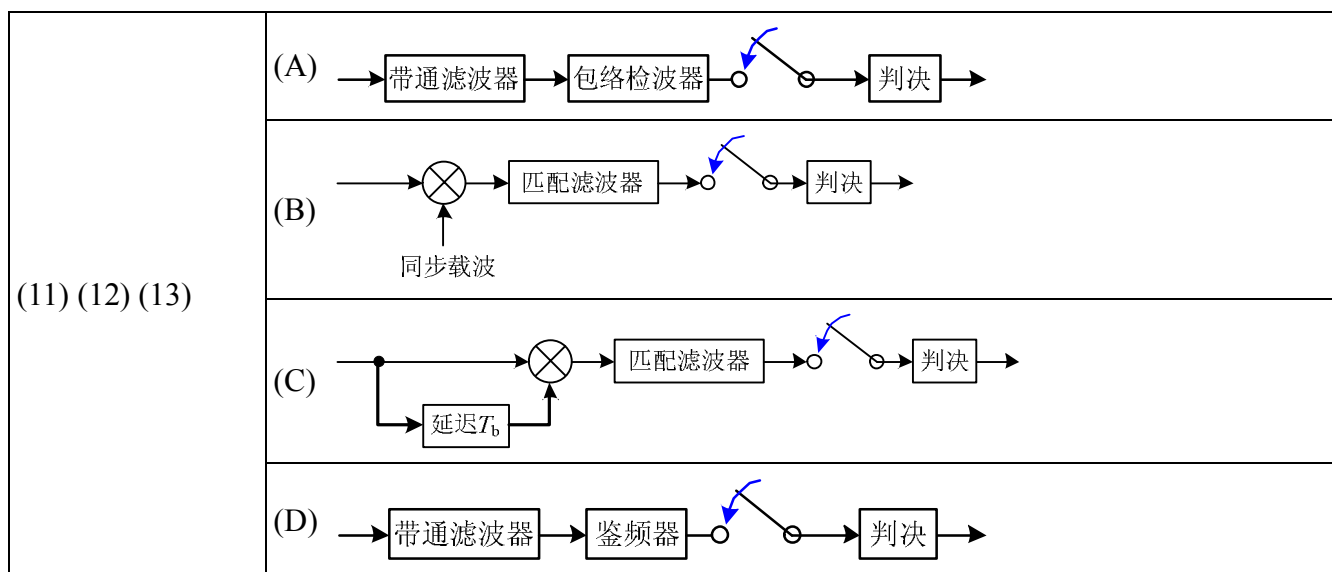 (11) (12) (13)
(A) 带通滤波器 包络检波器 判决
(B) 匹配滤波器 判决
同步载波
(C) 匹配滤波器 判决
延迟Tb
(D) 带通滤波器 鉴频器 判决